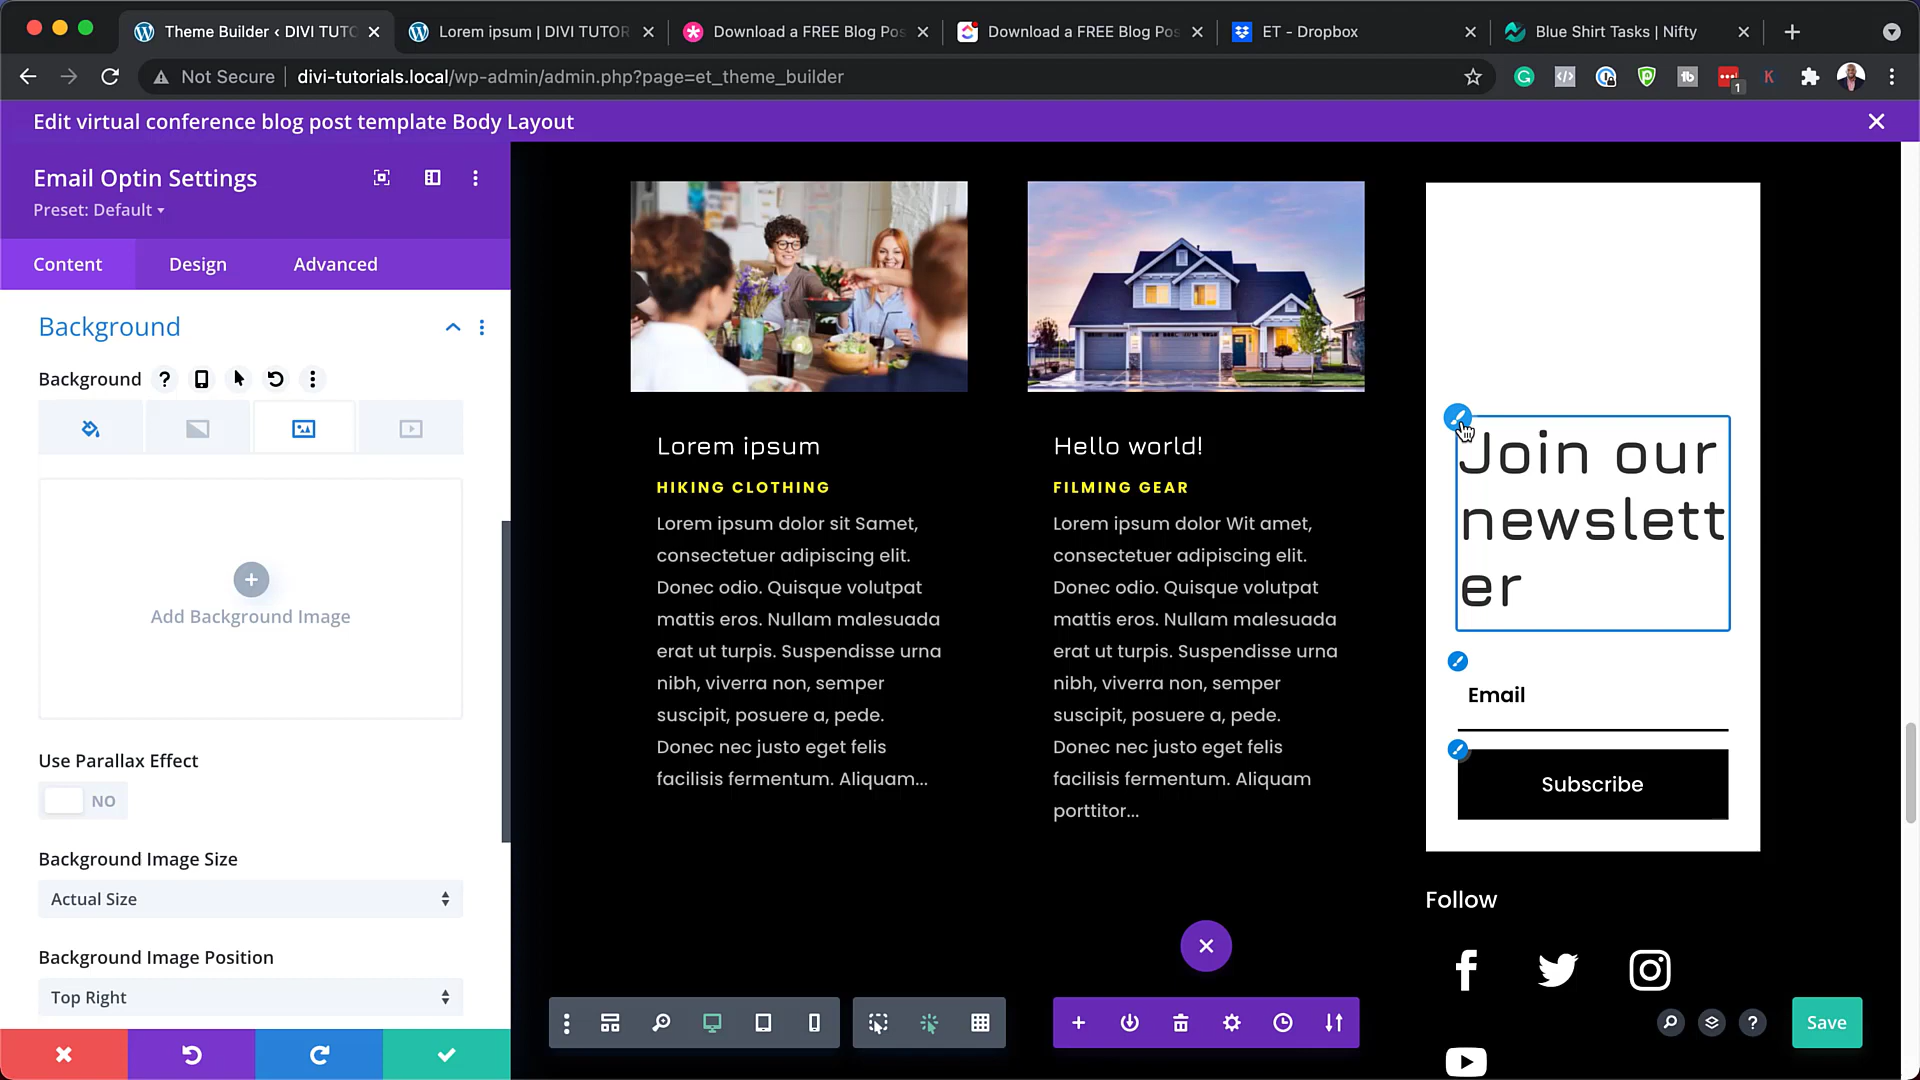 Theme Builder ‹ DIVI TUTO
Lorem ipsum | DIVI TUTOR
Download a FREE Blog Pos
Download a FREE Blog Pos
ET - Dropbox
Blue Shirt Tasks | Nifty
Not Secure
divi-tutorials.local/wp-admin/admin.php?page=et_theme_builder
1
Edit virtual conference blog post template Body Layout
Email Optin Settings
Preset: Default
Content
Design
Advanced
Background
Background
Add Background Image
Use Parallax Effect
NO
Background Image Size
Actual Size
Background Image Position
Top Right
Lorem ipsum
HIKING CLOTHING
Lorem ipsum dolor sit Samet,
consectetuer adipiscing elit.
Donec odio. Quisque volutpat
mattis eros. Nullam malesuada
erat ut turpis. Suspendisse urna
nibh, viverra non, semper
suscipit, posuere a, pede.
Donec nec justo eget felis
facilisis fermentum. Aliquam...
Hello world!
FILMING GEAR
Lorem ipsum dolor Wit amet,
consectetuer adipiscing elit.
Donec odio. Quisque volutpat
mattis eros. Nullam malesuada
erat ut turpis. Suspendisse urna
nibh, viverra non, semper
suscipit, posuere a, pede.
Donec nec justo eget felis
facilisis fermentum. Aliquam
porttitor...
Join our
newslett
er
Email
Subscribe
Follow
Save